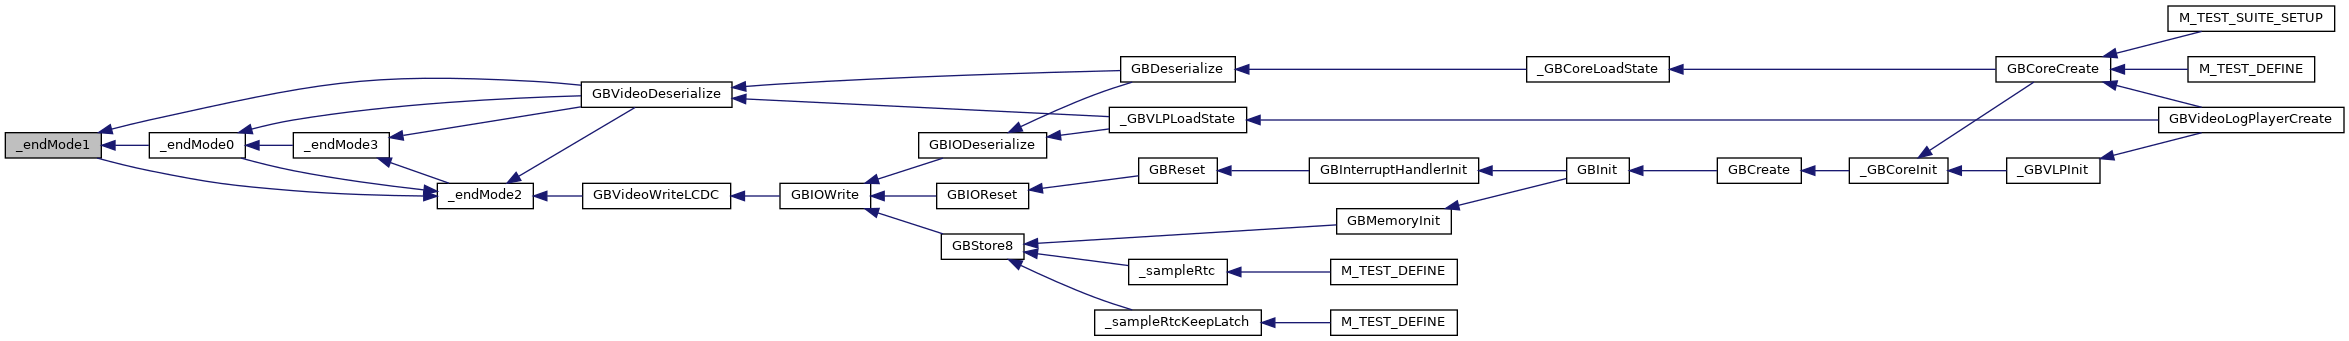 M_TEST_SUITE_SETUP
GBDeserialize
_GBCoreLoadState
GBCoreCreate
M_TEST_DEFINE
GBVideoDeserialize
_GBVLPLoadState
GBVideoLogPlayerCreate
_endMode1
_endMode0
_endMode3
GBIODeserialize
GBReset
GBInterruptHandlerInit
GBInit
GBCreate
_GBCoreInit
_GBVLPInit
_endMode2
GBVideoWriteLCDC
GBIOWrite
GBIOReset
GBMemoryInit
GBStore8
_sampleRtc
M_TEST_DEFINE
_sampleRtcKeepLatch
M_TEST_DEFINE